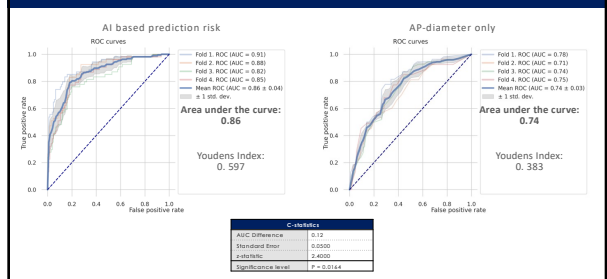 AI based prediction risk
ROC curves
1.0
0.8
0.6
0.4
0.2
0.0
True positive rate
0.0 0.2 0.4 0.6 0.8 1.0
False positive rate
Fold 1. ROC (AUC = 0.91)
Fold 2. ROC (AUC = 0.88)
Fold 3. ROC (AUC = 0.82)
Fold 4. ROC (AUC = 0.85)
Mean ROC (AUC = 0.86 ± 0.04)
± 1 std. dev.
Area under the curve:
0.86
Youdens Index:
0. 597
AP-diameter only
ROC curves
1.0
0.8
0.6
0.4
0.2
0.0
True positive rate
0.0 0.2 0.4 0.6 0.8 1.0
False positive rate
Fold 1. ROC (AUC = 0.78)
Fold 2. ROC (AUC = 0.71)
Fold 3. ROC (AUC = 0.74)
Fold 4. ROC (AUC = 0.75)
Mean ROC (AUC = 0.74 ± 0.03)
± 1 std. dev.
Area under the curve:
0.74
Youdens Index:
0. 383
C-statistics
AUC Difference 0.12
Standard Error 0.0500
z-statistic 2.4000
Significance level P = 0.0164